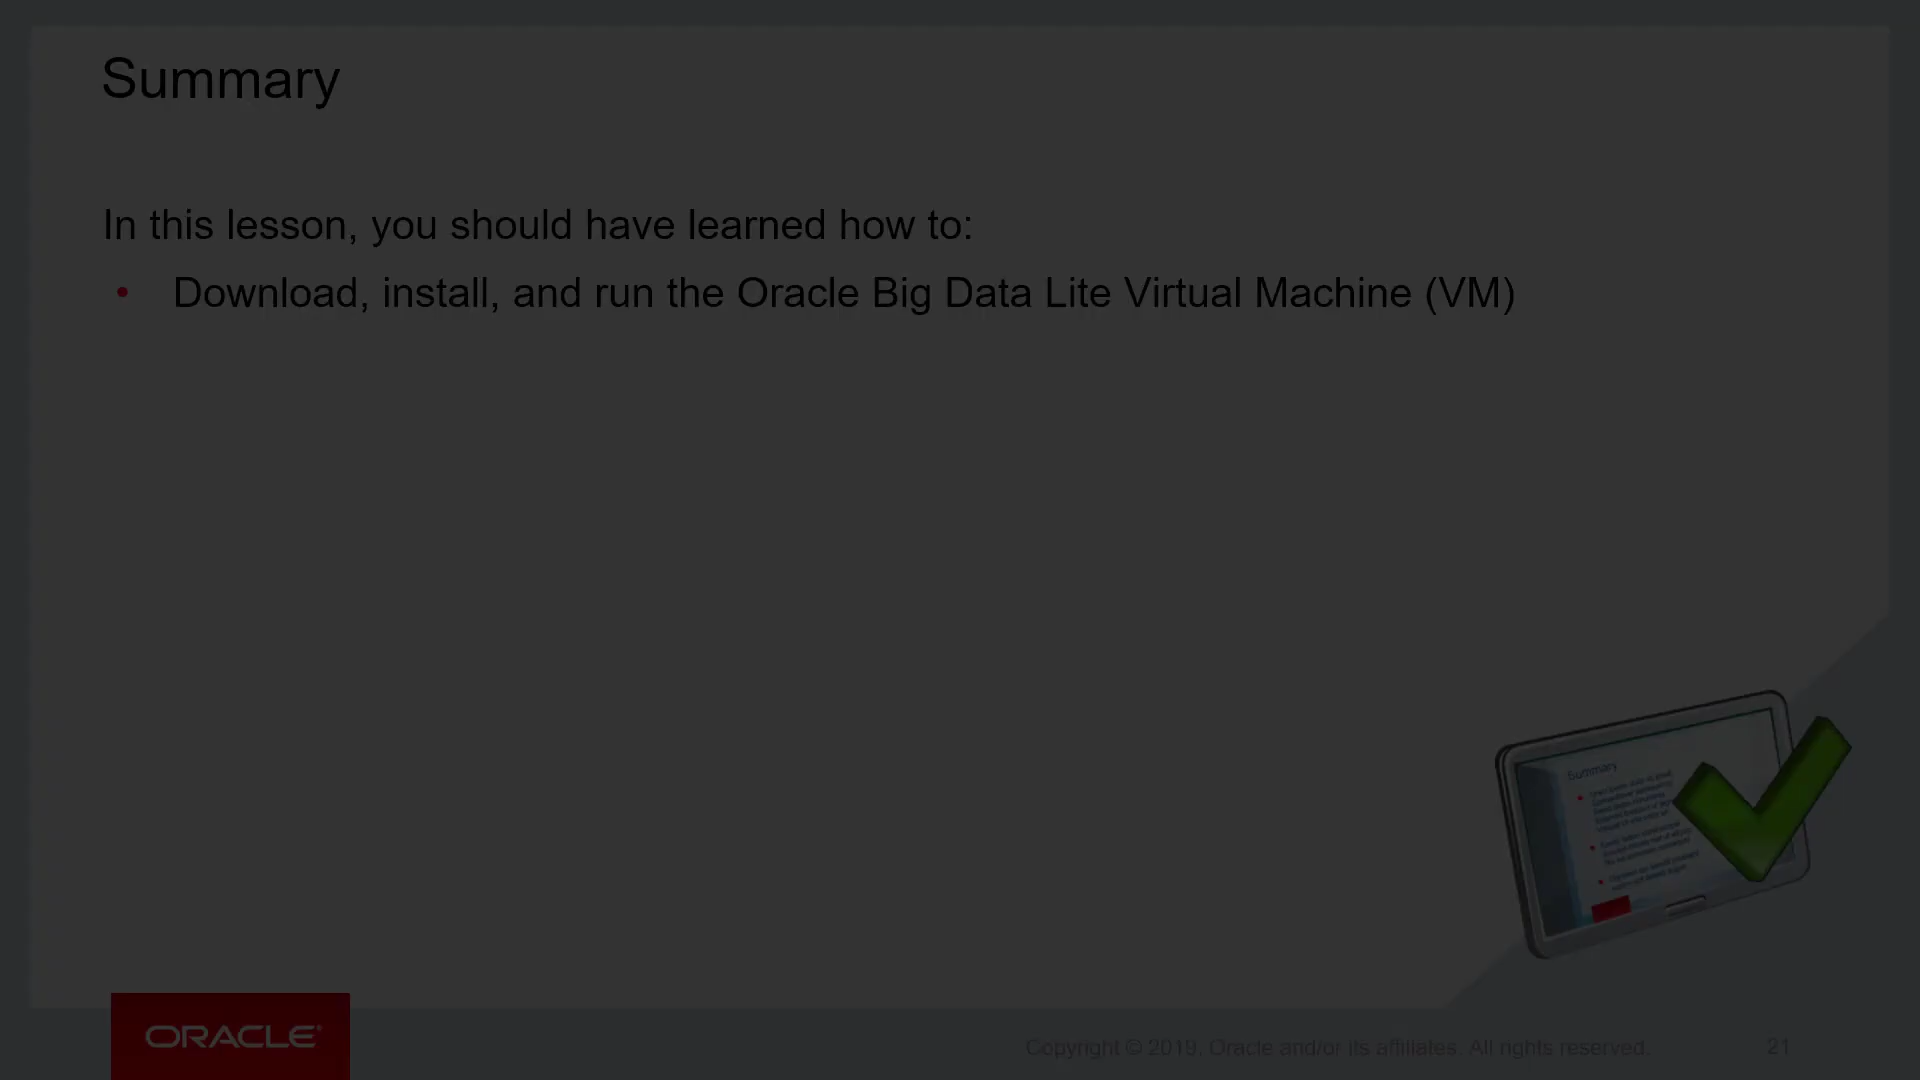 Summary
In this lesson, you should have learned how to:
• Download, install, and run the Oracle Big Data Lite Virtual Machine (VM)
Summary
ORACLE
Copyright © 2019, Oracle and/or its affiliates. All rights reserved.
21